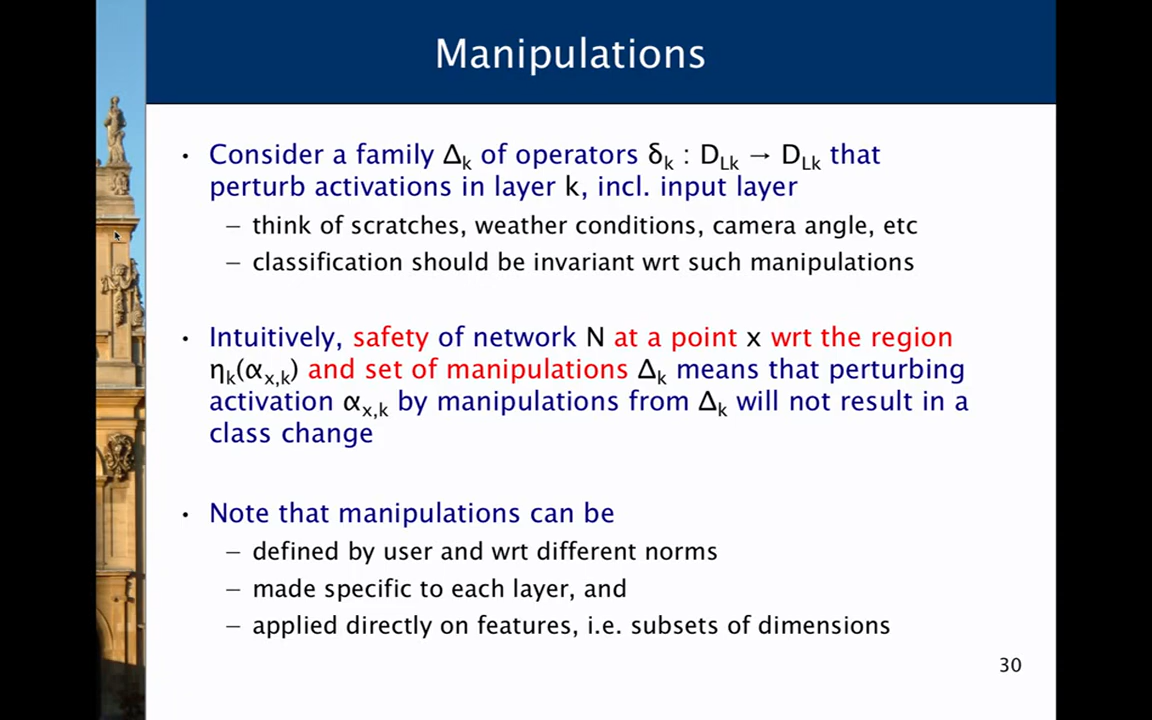 Manipulations
• Consider a family Δk of operators δk : DLk → DLk that
perturb activations in layer k, incl. input layer
– think of scratches, weather conditions, camera angle, etc
– classification should be invariant wrt such manipulations
• Intuitively, safety of network N at a point x wrt the region
ηk(αx,k) and set of manipulations Δk means that perturbing
activation αx,k by manipulations from Δk will not result in a
class change
• Note that manipulations can be
– defined by user and wrt different norms
– made specific to each layer, and
– applied directly on features, i.e. subsets of dimensions
30